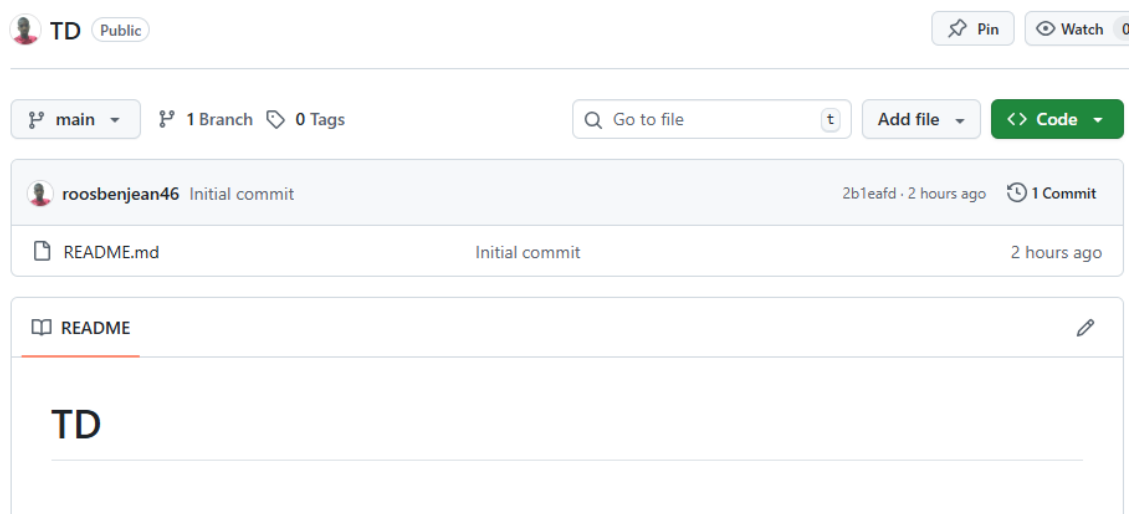 TD Public Pin Watch 0
main 1 Branch 0 Tags Go to file t Add file Code
roosbenjean46 Initial commit 2b1eafd · 2 hours ago 1 Commit
README.md Initial commit 2 hours ago
README
TD